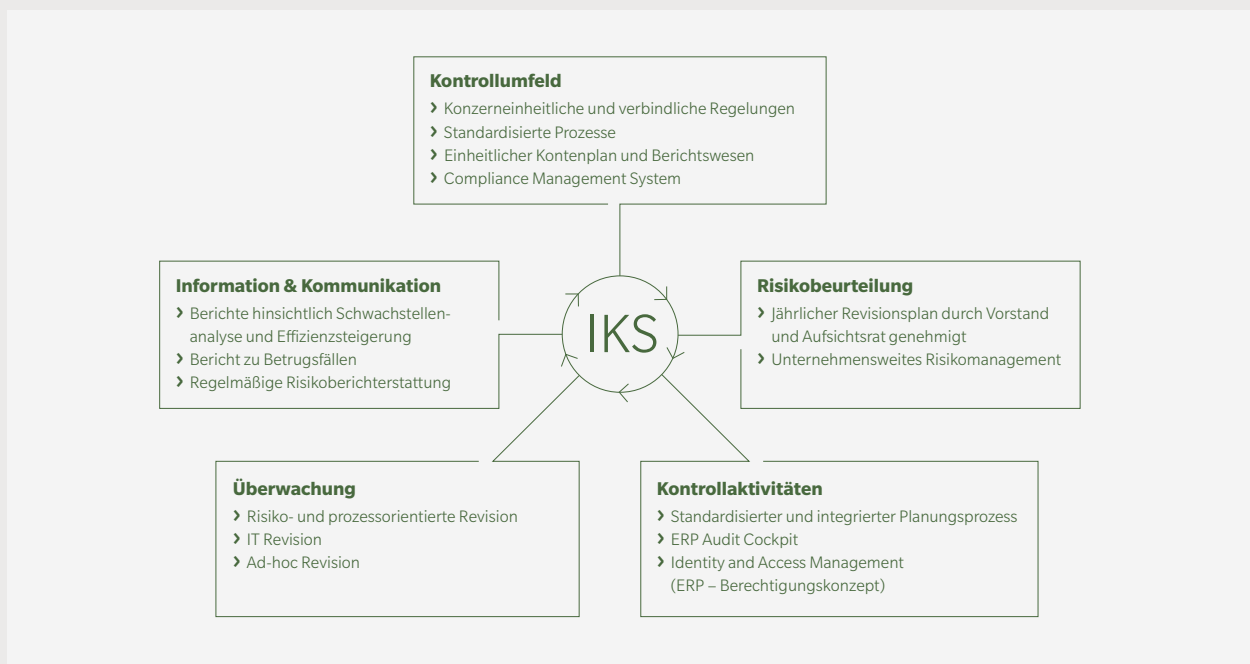 Kontrollumfeld
› Konzerneinheitliche und verbindliche Regelungen
› Standardisierte Prozesse
› Einheitlicher Kontenplan und Berichtswesen
› Compliance Management System
Information & Kommunikation
› Berichte hinsichtlich Schwachstellen-
analyse und Effizienzsteigerung
› Bericht zu Betrugsfällen
› Regelmäßige Risikoberichterstattung
IKS
Risikobeurteilung
› Jährlicher Revisionsplan durch Vorstand
und Aufsichtsrat genehmigt
› Unternehmensweites Risikomanagement
Überwachung
› Risiko- und prozessorientierte Revision
› IT Revision
› Ad-hoc Revision
Kontrollaktivitäten
› Standardisierter und integrierter Planungsprozess
› ERP Audit Cockpit
› Identity and Access Management
(ERP – Berechtigungskonzept)